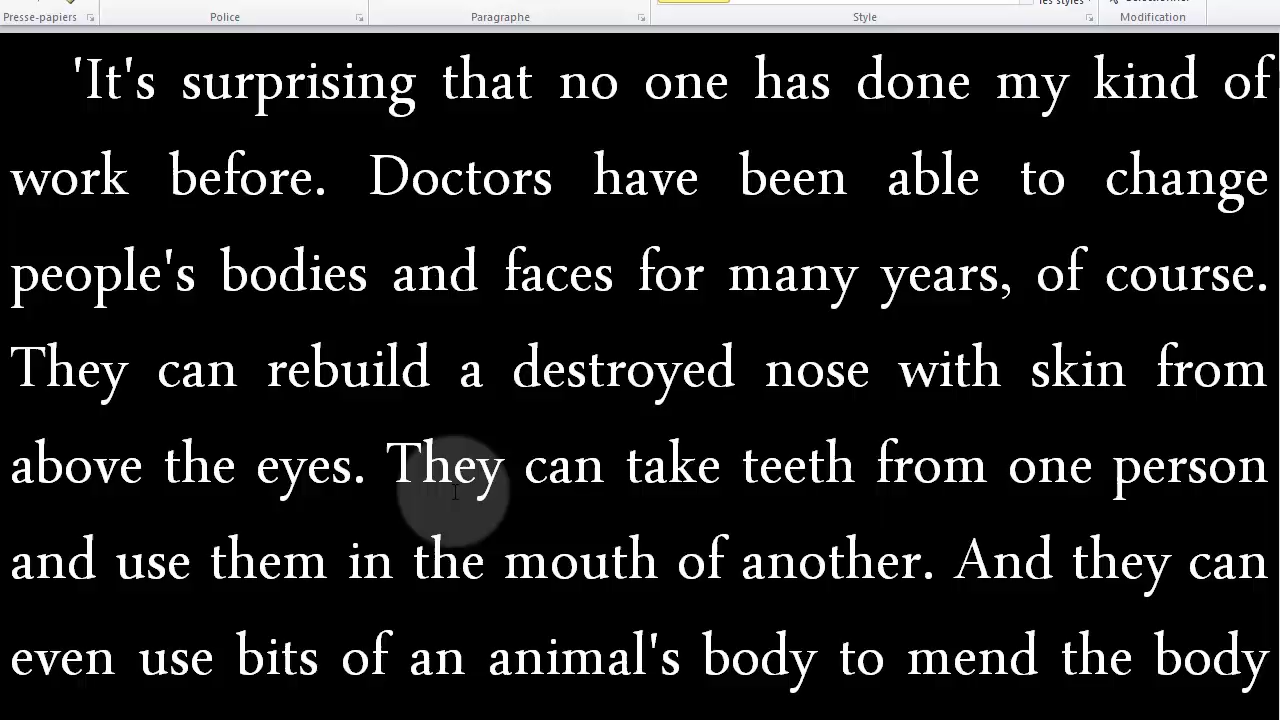 Presse-papiers Police Paragraphe Style Modification
'It's surprising that no one has done my kind of
work before. Doctors have been able to change
people's bodies and faces for many years, of course.
They can rebuild a destroyed nose with skin from
above the eyes. They can take teeth from one person
and use them in the mouth of another. And they can
even use bits of an animal's body to mend the body